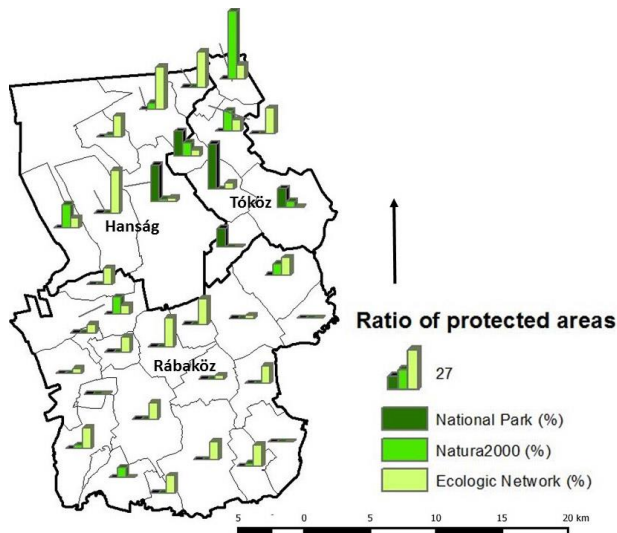 Tóköz
Hanság
Rábaköz
Ratio of protected areas
27
National Park (%)
Natura2000 (%)
Ecologic Network (%)
5 0 5 10 15 20 km